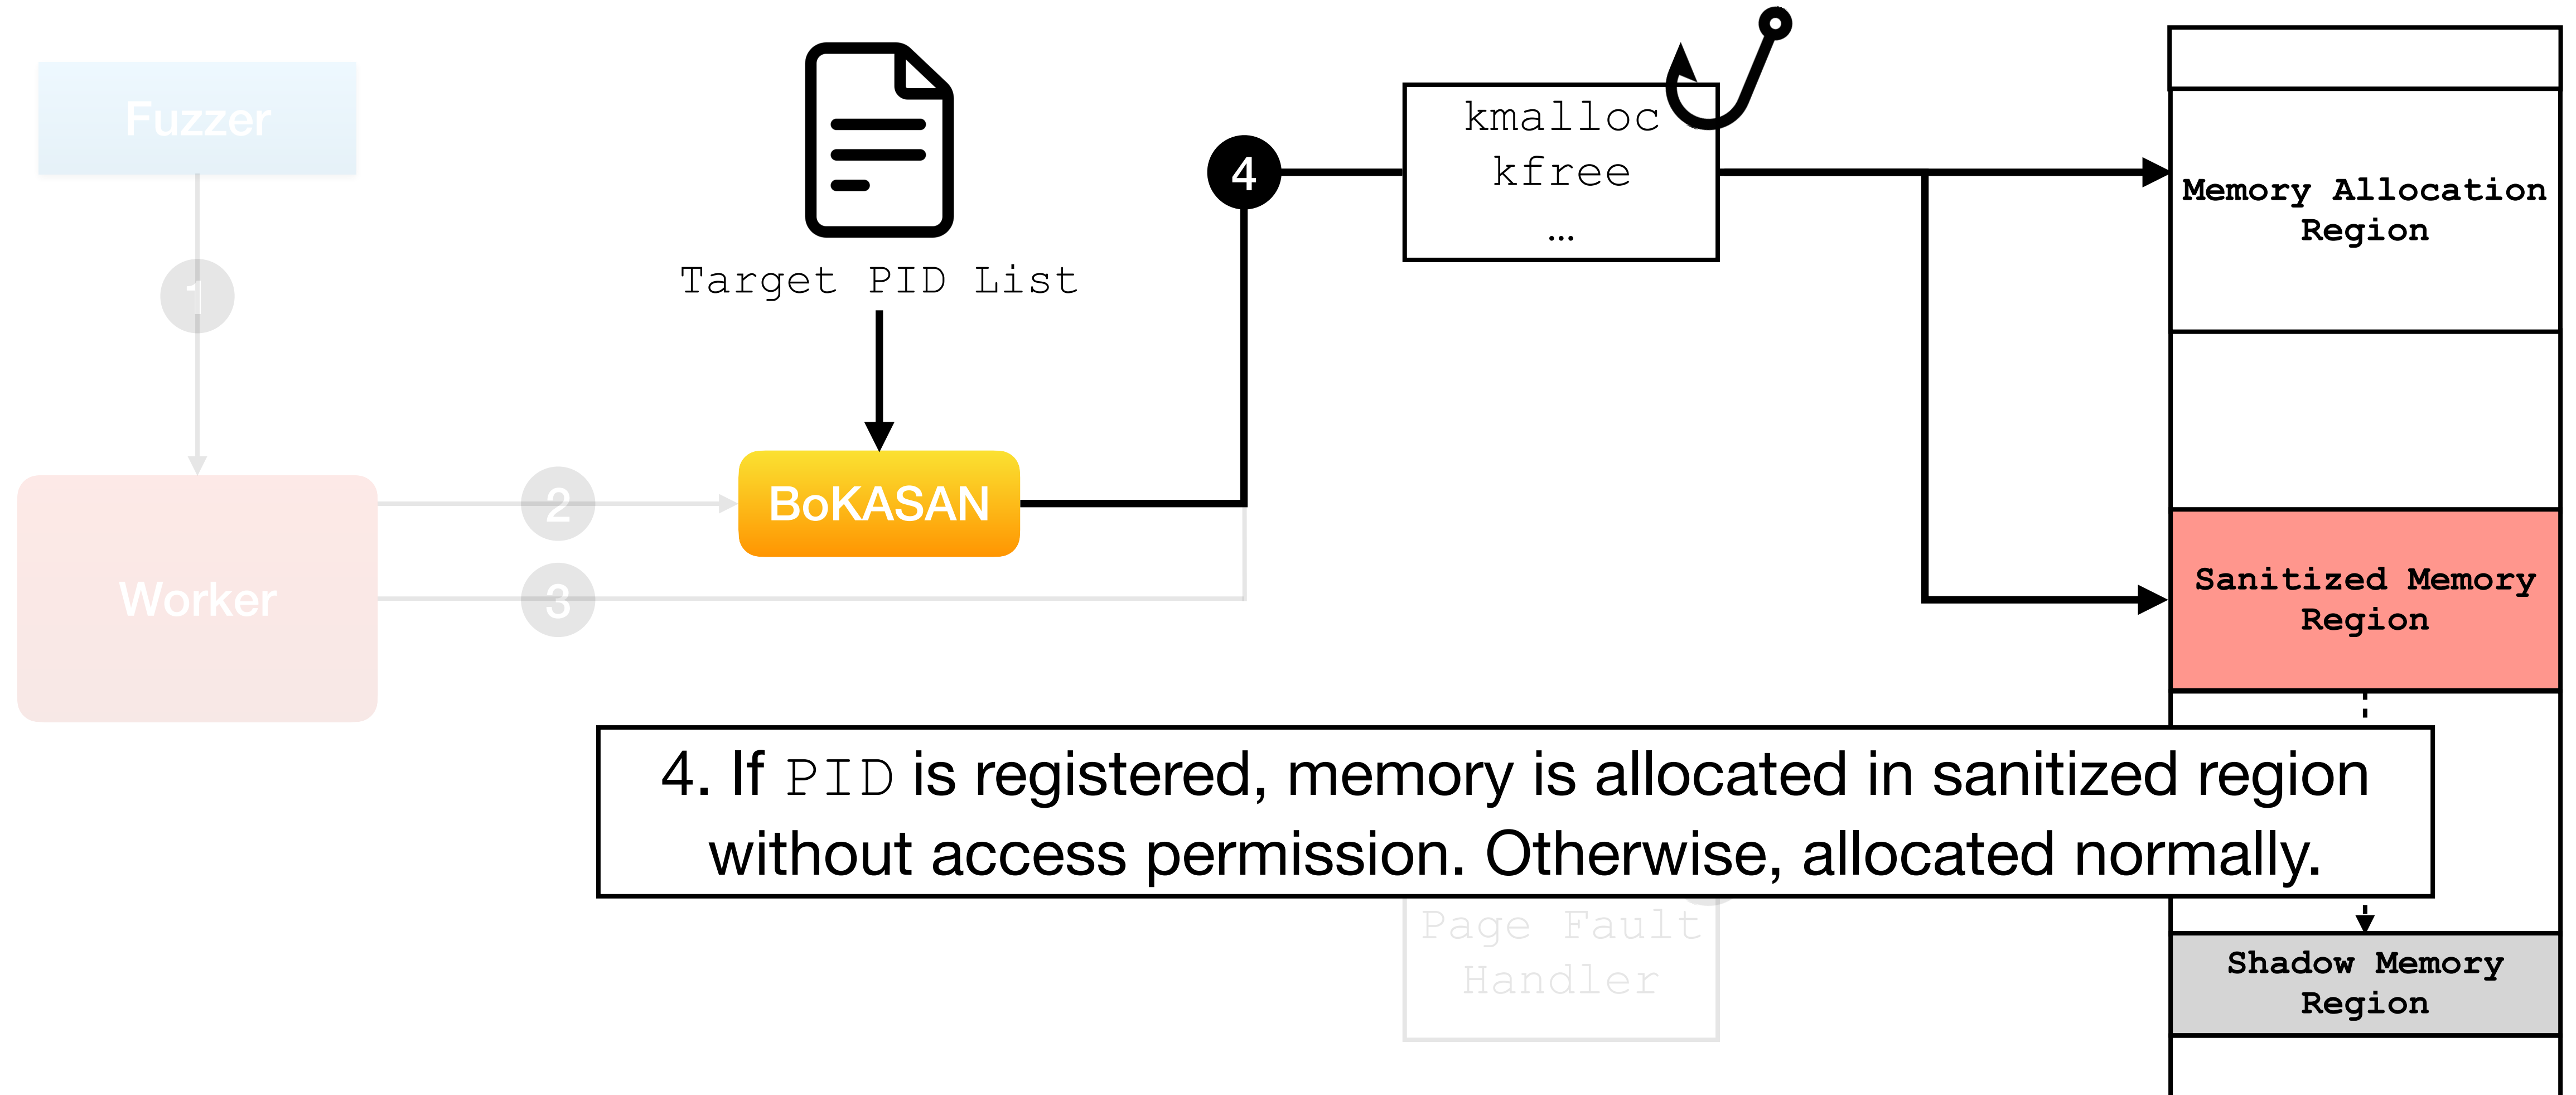 Fuzzer
1
Target PID List
4
kmalloc
kfree
…
Memory Allocation
Region
2
BoKASAN
3
Worker
Sanitized Memory
Region
4. If PID is registered, memory is allocated in sanitized region
without access permission. Otherwise, allocated normally.
Page Fault
Handler
Shadow Memory
Region